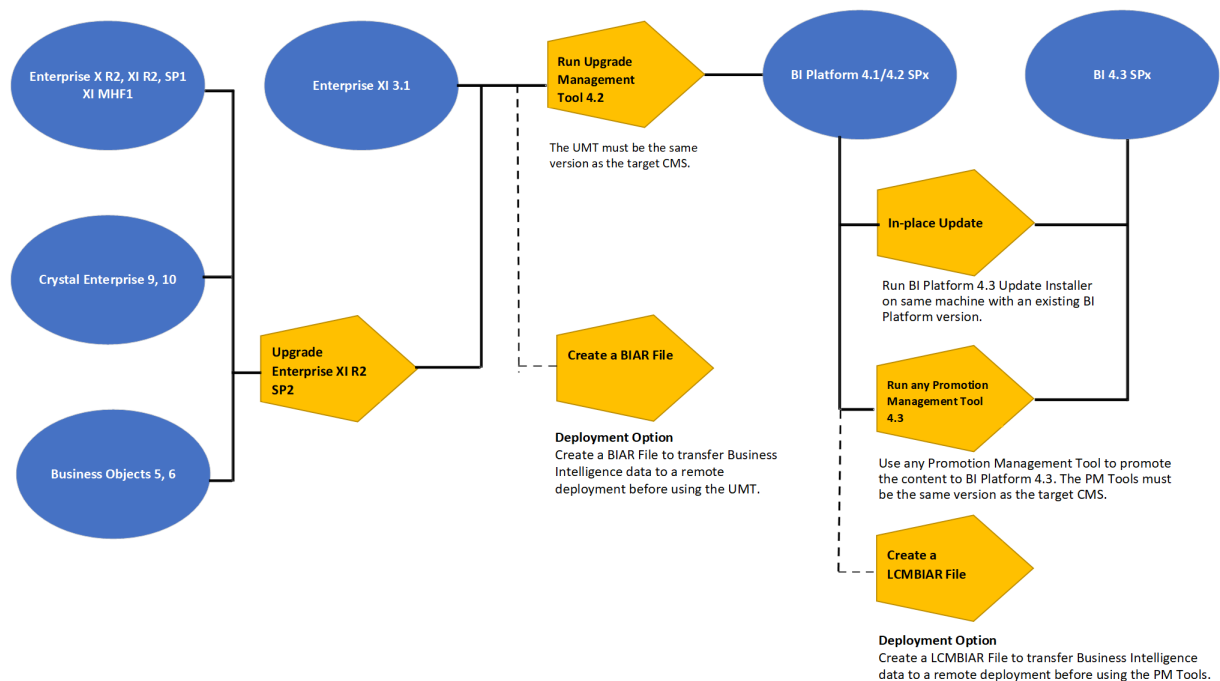 Enterprise X R2, XI R2, SP1
XI MHF1
Enterprise XI 3.1
Run Upgrade
Management
Tool 4.2
BI Platform 4.1/4.2 SPx
BI 4.3 SPx
The UMT must be the same
version as the target CMS.
In-place Update
Run BI Platform 4.3 Update Installer
on same machine with an existing BI
Platform version.
Crystal Enterprise 9, 10
Upgrade
Enterprise XI R2
SP2
Create a BIAR File
Run any Promotion
Management Tool
4.3
Deployment Option
Create a BIAR File to transfer Business
Intelligence data to a remote
deployment before using the UMT.
Business Objects 5, 6
Use any Promotion Management Tool to promote
the content to BI Platform 4.3. The PM Tools must
be the same version as the target CMS.
Create a
LCMBIAR File
Deployment Option
Create a LCMBIAR File to transfer Business Intelligence
data to a remote deployment before using the PM Tools.